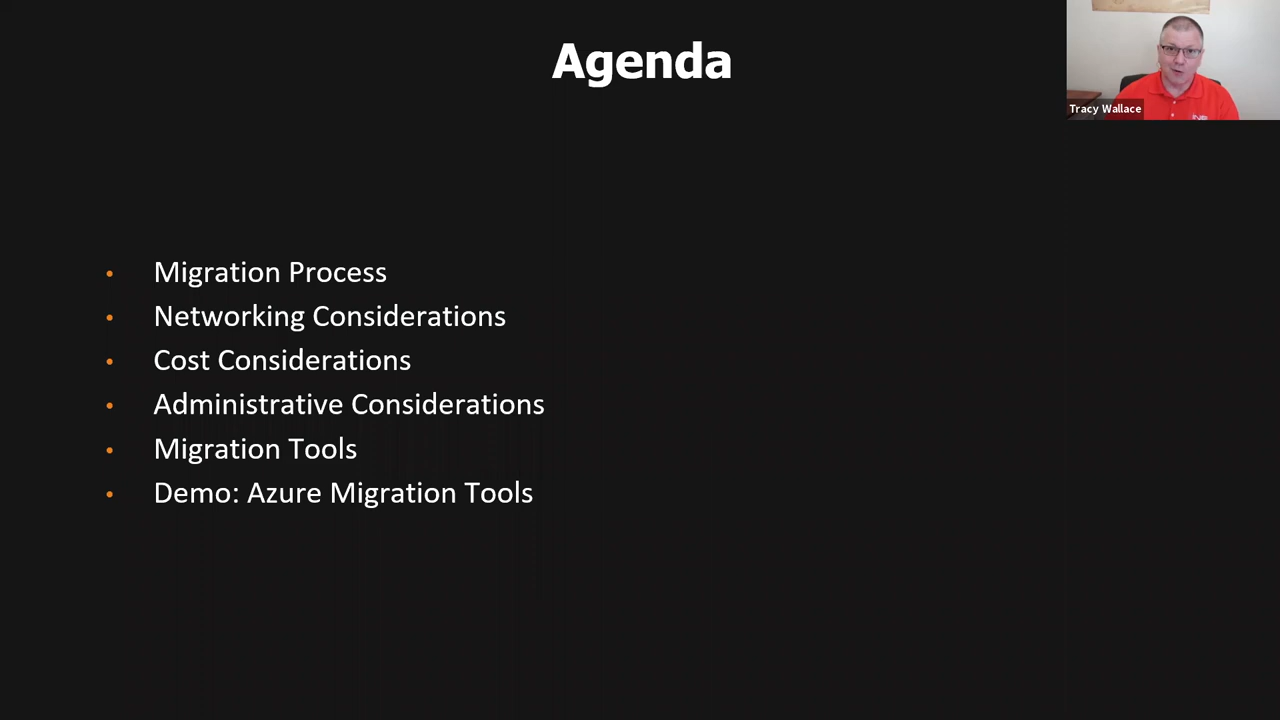 Agenda
Tracy Wallace
• Migration Process
• Networking Considerations
• Cost Considerations
• Administrative Considerations
• Migration Tools
• Demo: Azure Migration Tools